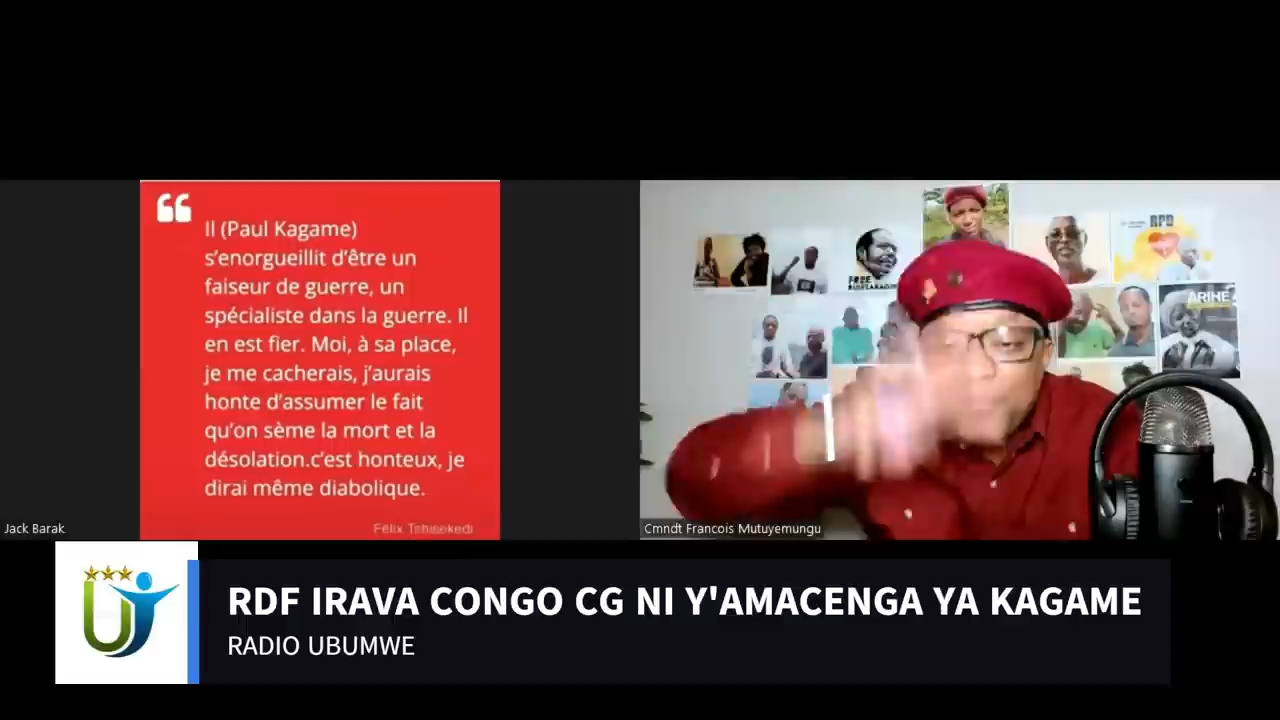 Il (Paul Kagame)
s'enorgueillit d'être un
faiseur de guerre, un
spécialiste dans la guerre. Il
en est fier. Moi, à sa place,
je me cacherais, j'aurais
honte d'assumer le fait
qu'on sème la mort et la
désolation.c'est honteux, je
dirai même diabolique.
Félix Tshisekedi
Jack Barak
FREE
RPB
ARIHE
Cmndt Francois Mutuyemungu
RDF IRAVA CONGO CG NI Y'AMACENGA YA KAGAME
RADIO UBUMWE